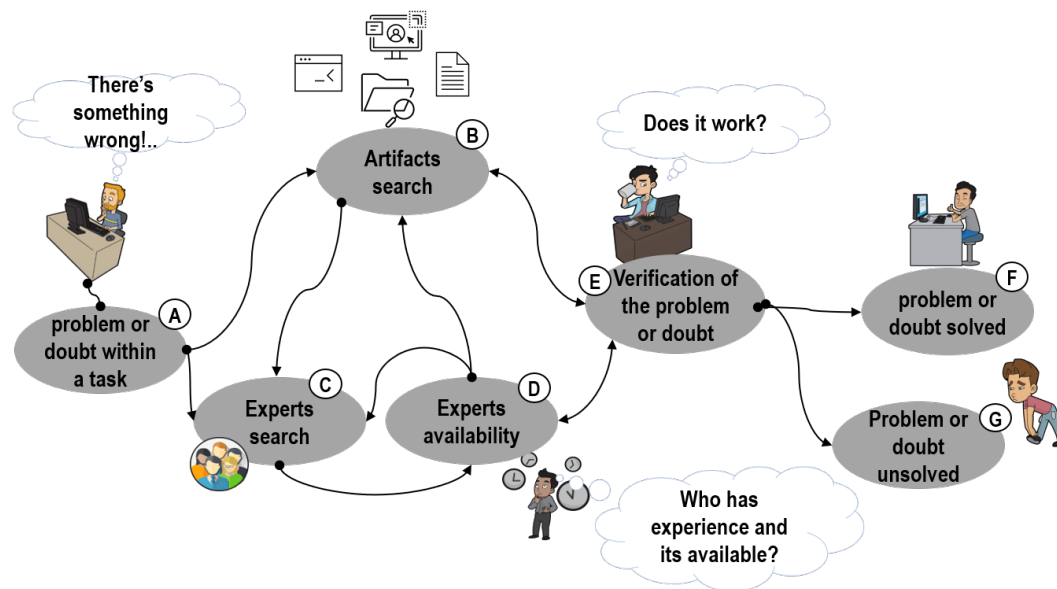 There's
something
wrong!..
B
Artifacts
search
Does it work?
A
problem or
doubt within
a task
E
Verification of
the problem
or doubt
F
problem or
doubt solved
C
Experts
search
D
Experts
availability
G
Problem or
doubt
unsolved
Who has
experience and
its available?